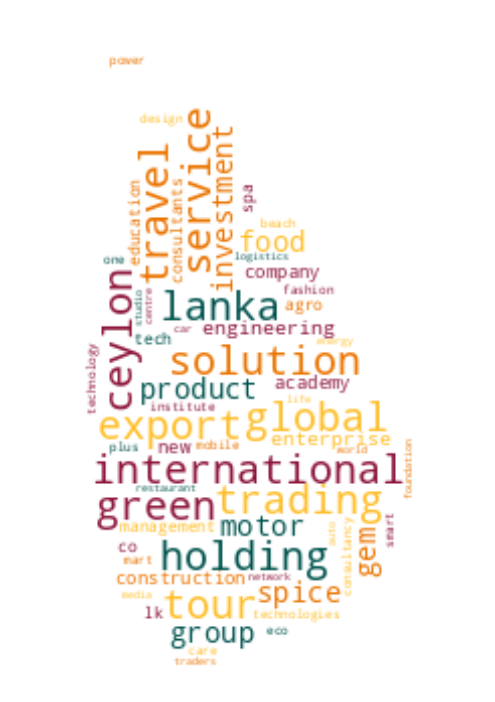 power
design
service
travel
investment
education
consultants
spa
beach
food
logistics
one
company
ceylon
studio
centre
fashion
lanka
agro
car
engineering
tech
energy
technology
solution
product
academy
life
institute
export
global
enterprise
plus
new
mobile
world
foundation
international
restaurant
green
trading
smart
management
motor
auto
consultancy
gem
co
holding
mart
construction
network
spice
media
tour
lk
technologies
group
eco
care
traders